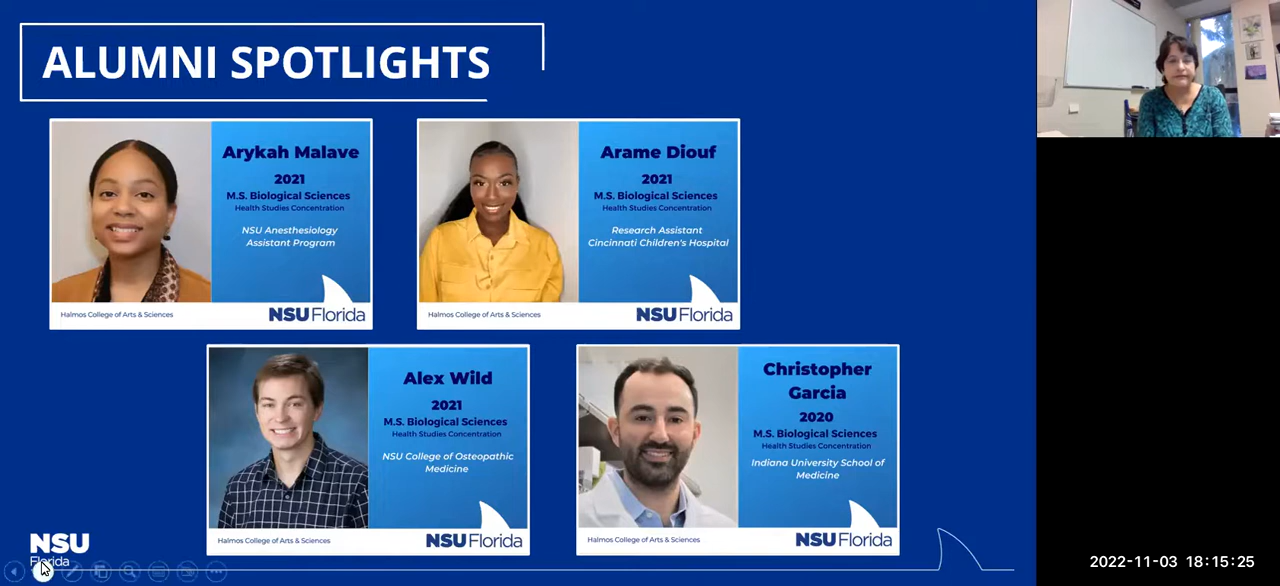 ALUMNI SPOTLIGHTS
Arykah Malave
2021
M.S. Biological Sciences
Health Studies Concentration
NSU Anesthesiology
Assistant Program
Halmos College of Arts & Sciences
NSU Florida
Arame Diouf
2021
M.S. Biological Sciences
Health Studies Concentration
Research Assistant
Cincinnati Children's Hospital
Halmos College of Arts & Sciences
NSU Florida
Alex Wild
2021
M.S. Biological Sciences
Health Studies Concentration
NSU College of Osteopathic
Medicine
Halmos College of Arts & Sciences
NSU Florida
Christopher
Garcia
2020
M.S. Biological Sciences
Health Studies Concentration
Indiana University School of
Medicine
Halmos College of Arts & Sciences
NSU Florida
NSU
Florida
2022-11-03 18:15:25